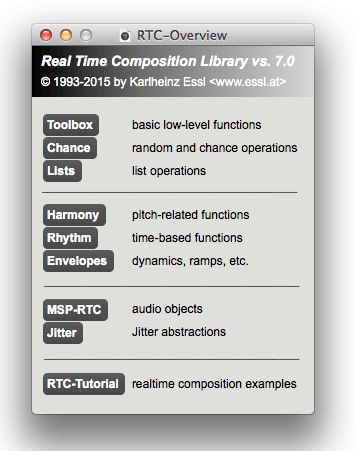 RTC-Overview
Real Time Composition Library vs. 7.0
© 1993-2015 by Karlheinz Essl <www.essl.at>
Toolbox basic low-level functions
Chance random and chance operations
Lists list operations
Harmony pitch-related functions
Rhythm time-based functions
Envelopes dynamics, ramps, etc.
MSP-RTC audio objects
Jitter Jitter abstractions
RTC-Tutorial realtime composition examples